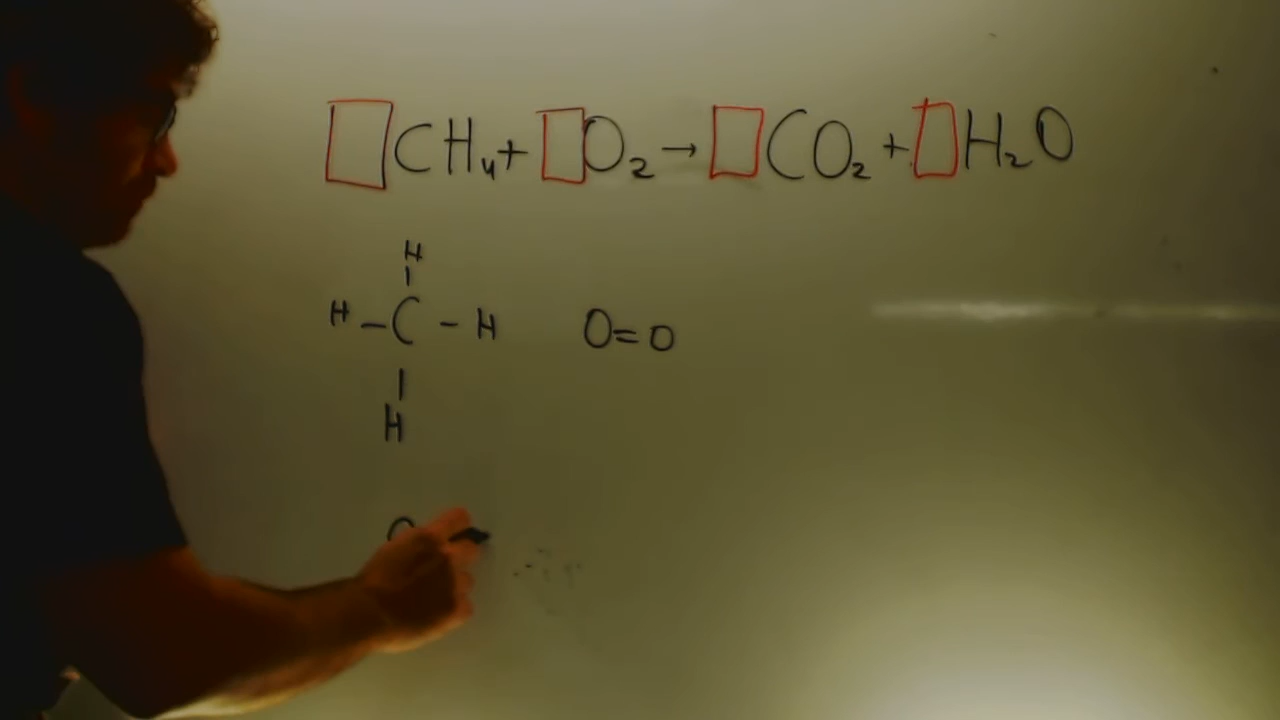 □CH₄ + □O₂ → □CO₂ + □H₂O
H
H – C – H O=O
H